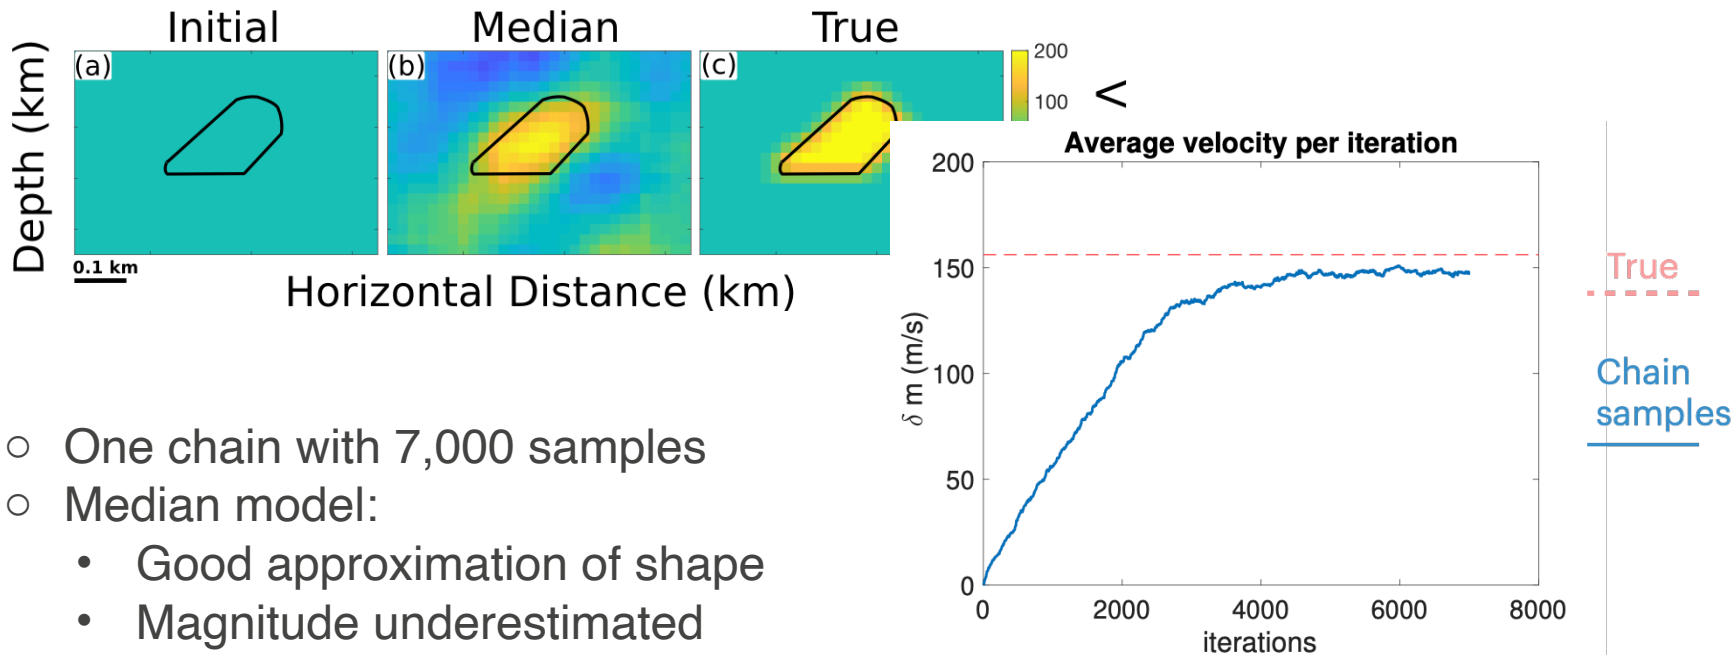 Initial
Median
True
(a)
(b)
(c)
200
100
<
Depth (km)
0.1 km
Horizontal Distance (km)
Average velocity per iteration
200
150
100
50
0
δ m (m/s)
0 2000 4000 6000 8000
iterations
True
Chain
samples
○ One chain with 7,000 samples
○ Median model:
• Good approximation of shape
• Magnitude underestimated